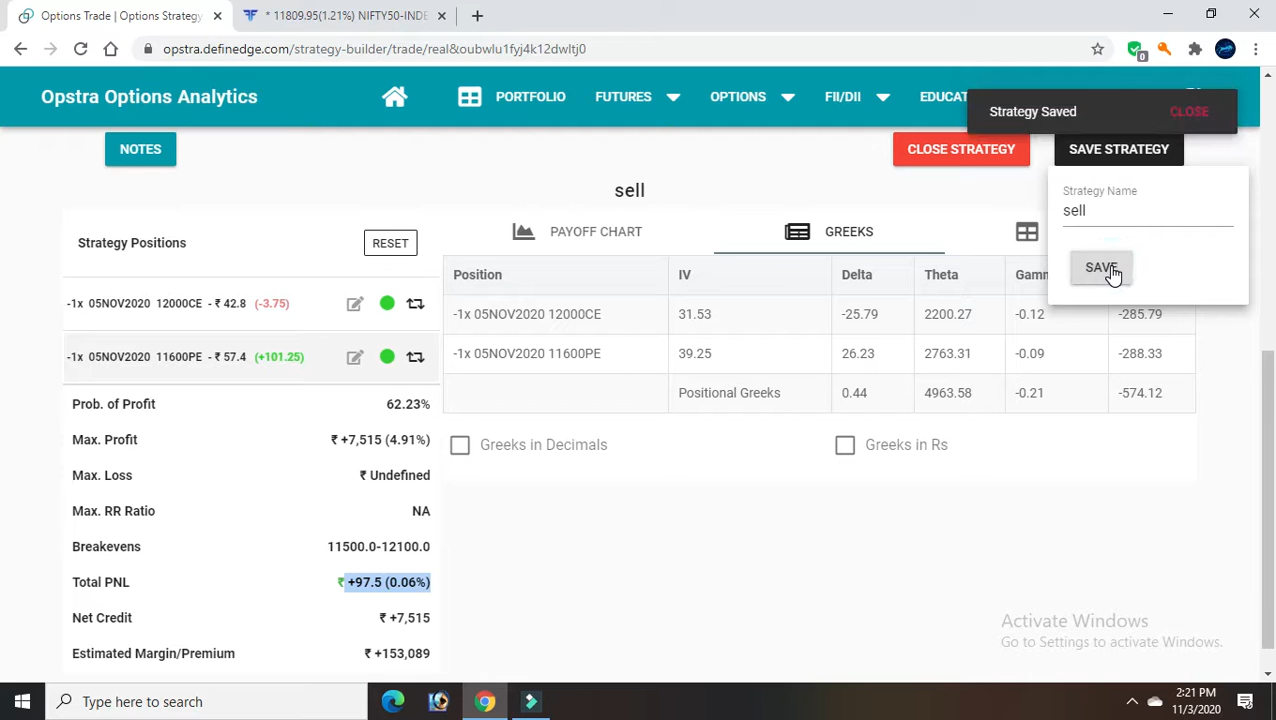 Options Trade | Options Strategy
* 11809.95(1.21%) NIFTY50-INDE
opstra.definedge.com/strategy-builder/trade/real&oubwlu1fyj4k12dwltj0
0
Opstra Options Analytics
PORTFOLIO
FUTURES
OPTIONS
FII/DII
EDUCAT
Strategy Saved
CLOSE
NOTES
CLOSE STRATEGY
SAVE STRATEGY
sell
Strategy Name
sell
SAVE
Strategy Positions
RESET
PAYOFF CHART
GREEKS
Position IV Delta Theta Gamm
-1x 05NOV2020 12000CE - ₹ 42.8 (-3.75)
-1x 05NOV2020 12000CE 31.53 -25.79 2200.27 -0.12 -285.79
-1x 05NOV2020 11600PE - ₹ 57.4 (+101.25)
-1x 05NOV2020 11600PE 39.25 26.23 2763.31 -0.09 -288.33
Positional Greeks 0.44 4963.58 -0.21 -574.12
Greeks in Decimals
Greeks in Rs
Prob. of Profit 62.23%
Max. Profit ₹ +7,515 (4.91%)
Max. Loss ₹ Undefined
Max. RR Ratio NA
Breakevens 11500.0-12100.0
Total PNL ₹ +97.5 (0.06%)
Net Credit ₹ +7,515
Estimated Margin/Premium ₹ +153,089
Activate Windows
Go to Settings to activate Windows.
Type here to search
2:21 PM
11/3/2020